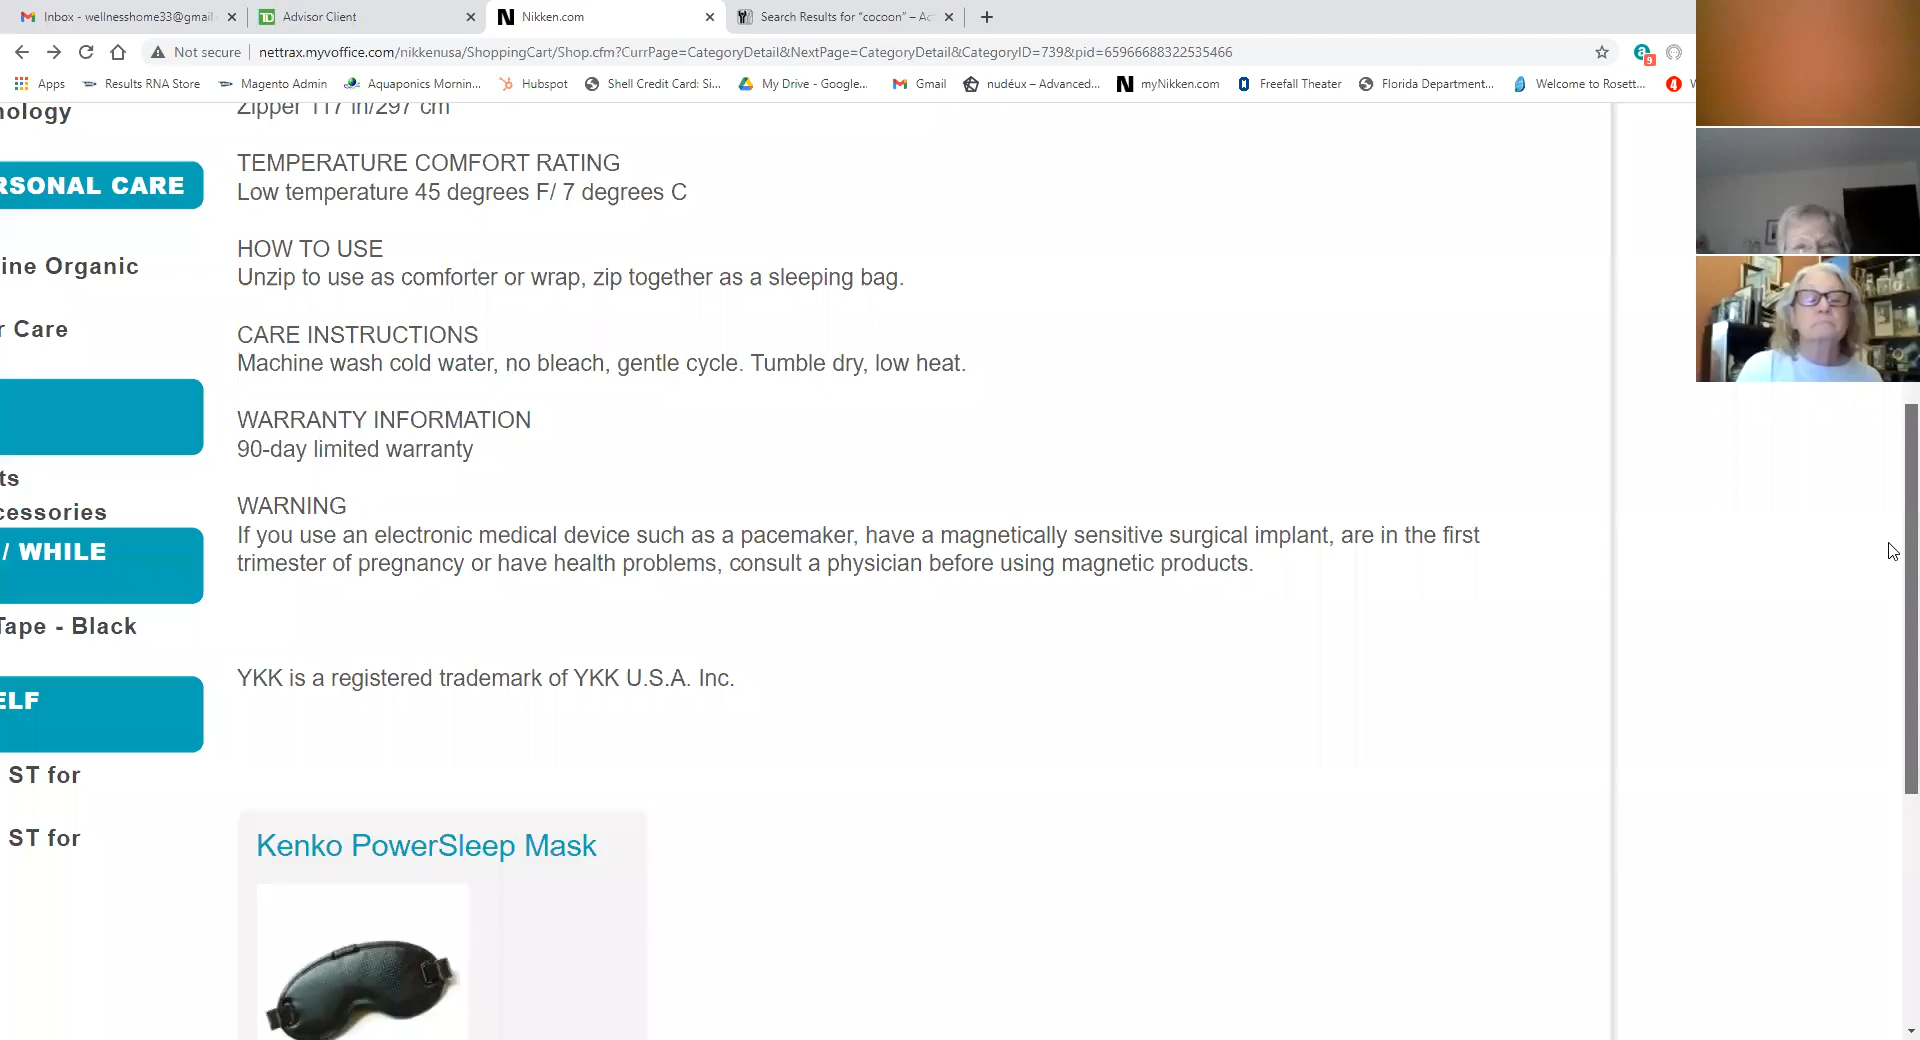 Inbox - wellnesshome33@gmail
Advisor Client
Nikken.com
Search Results for "cocoon" – Ac
Not secure
nettrax.myvoffice.com/nikkenusa/ShoppingCart/Shop.cfm?CurrPage=CategoryDetail&NextPage=CategoryDetail&CategoryID=739&pid=65966688322535466
9
Apps
Results RNA Store
Magento Admin
Aquaponics Mornin...
Hubspot
Shell Credit Card: Si...
My Drive - Google...
Gmail
nudéux – Advanced...
myNikken.com
Freefall Theater
Florida Department...
Welcome to Rosett...
nology
RSONAL CARE
ine Organic
r Care
ts
cessories
/ WHILE
Tape - Black
ELF
ST for
ST for
Zipper 117 in/297 cm
TEMPERATURE COMFORT RATING
Low temperature 45 degrees F/ 7 degrees C
HOW TO USE
Unzip to use as comforter or wrap, zip together as a sleeping bag.
CARE INSTRUCTIONS
Machine wash cold water, no bleach, gentle cycle. Tumble dry, low heat.
WARRANTY INFORMATION
90-day limited warranty
WARNING
If you use an electronic medical device such as a pacemaker, have a magnetically sensitive surgical implant, are in the first
trimester of pregnancy or have health problems, consult a physician before using magnetic products.
YKK is a registered trademark of YKK U.S.A. Inc.
Kenko PowerSleep Mask